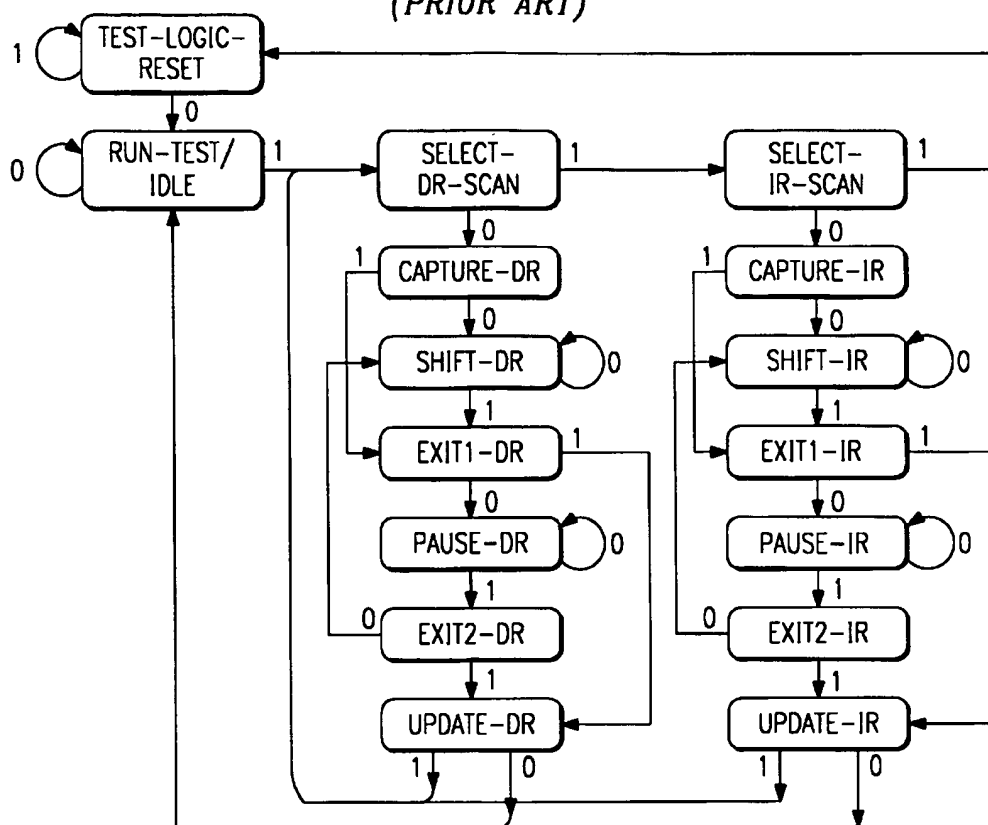 (PRIOR ART)
1
TEST-LOGIC-
RESET
0
0
RUN-TEST/
IDLE
1
SELECT-
DR-SCAN
1
SELECT-
IR-SCAN
1
0
0
1
CAPTURE-DR
1
CAPTURE-IR
0
0
SHIFT-DR
0
SHIFT-IR
0
1
1
EXIT1-DR
1
EXIT1-IR
1
0
0
PAUSE-DR
0
PAUSE-IR
0
1
1
0
EXIT2-DR
0
EXIT2-IR
1
1
UPDATE-DR
UPDATE-IR
1
0
1
0